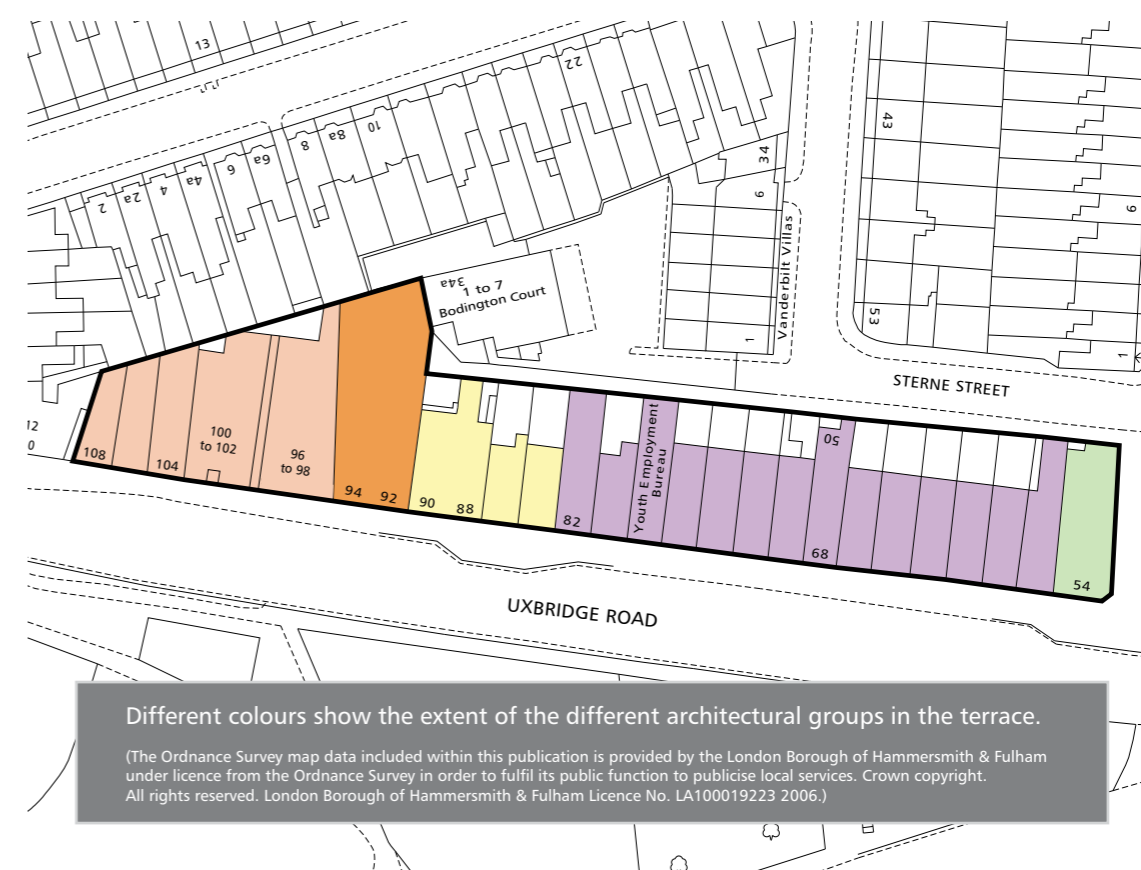 13
22
10
8a
8
6a
6
4a
4
2a
2
34
6
43
9
53
1
1
Vanderbilt Villas
34a
1 to 7
Bodington Court
STERNE STREET
12
0
108
104
100
to 102
96
to 98
94
92
90
88
82
Youth Employment
Bureau
50
68
54
UXBRIDGE ROAD
Different colours show the extent of the different architectural groups in the terrace.
(The Ordnance Survey map data included within this publication is provided by the London Borough of Hammersmith & Fulham
under licence from the Ordnance Survey in order to fulfil its public function to publicise local services. Crown copyright.
All rights reserved. London Borough of Hammersmith & Fulham Licence No. LA100019223 2006.)